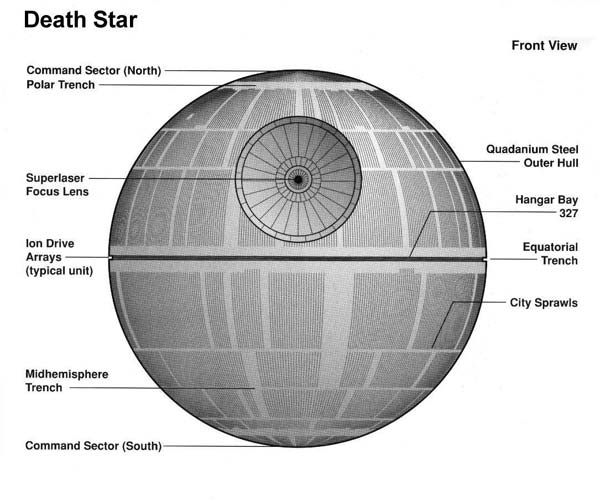 Death Star
Front View
Command Sector (North)
Polar Trench
Superlaser
Focus Lens
Ion Drive
Arrays
(typical unit)
Midhemisphere
Trench
Command Sector (South)
Quadanium Steel
Outer Hull
Hangar Bay
327
Equatorial
Trench
City Sprawls